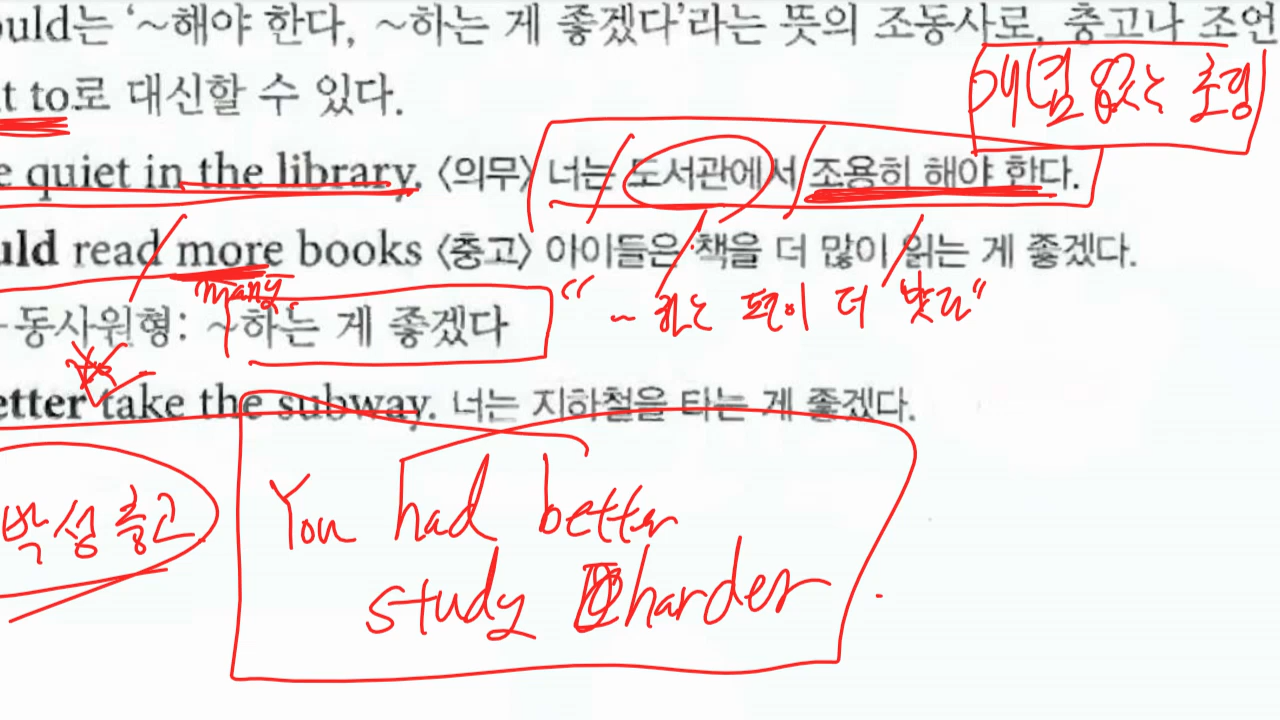 ould는 '~해야 한다, ~하는 게 좋겠다'라는 뜻의 조동사로, 충고나 조언
t to로 대신할 수 있다.
없는
e quiet in the library, 〈의무〉 너는 도서관에서 조용히 해야 한다.
uld read more books 〈충고〉 아이들은 책을 더 많이 읽는 게 좋겠다.
many
"~ 하는 편이 더 낫다"
동사원형: ~하는 게 좋겠다
etter take the subway. 너는 지하철을 타는 게 좋겠다.
You had better
충고
study harder.